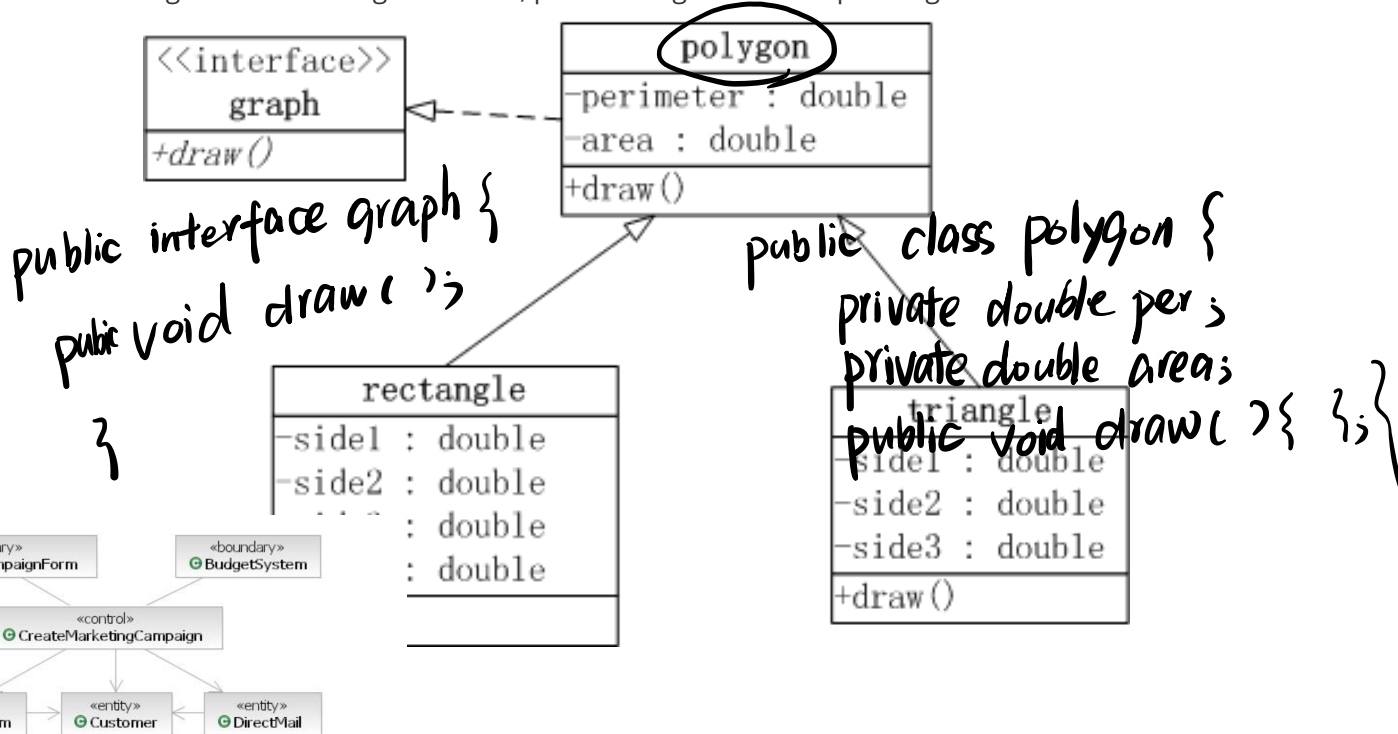 <<interface>>
graph
+draw()
polygon
-perimeter : double
-area : double
+draw()
public interface graph {
pubic void draw ( );
}
public class polygon {
private double per;
private double area;
public void draw( ){ };}
rectangle
-side1 : double
-side2 : double
: double
: double
triangle
-side1 : double
-side2 : double
-side3 : double
+draw()
«boundary»
BudgetSystem
«control»
CreateMarketingCampaign
«entity»
Customer
«entity»
DirectMail